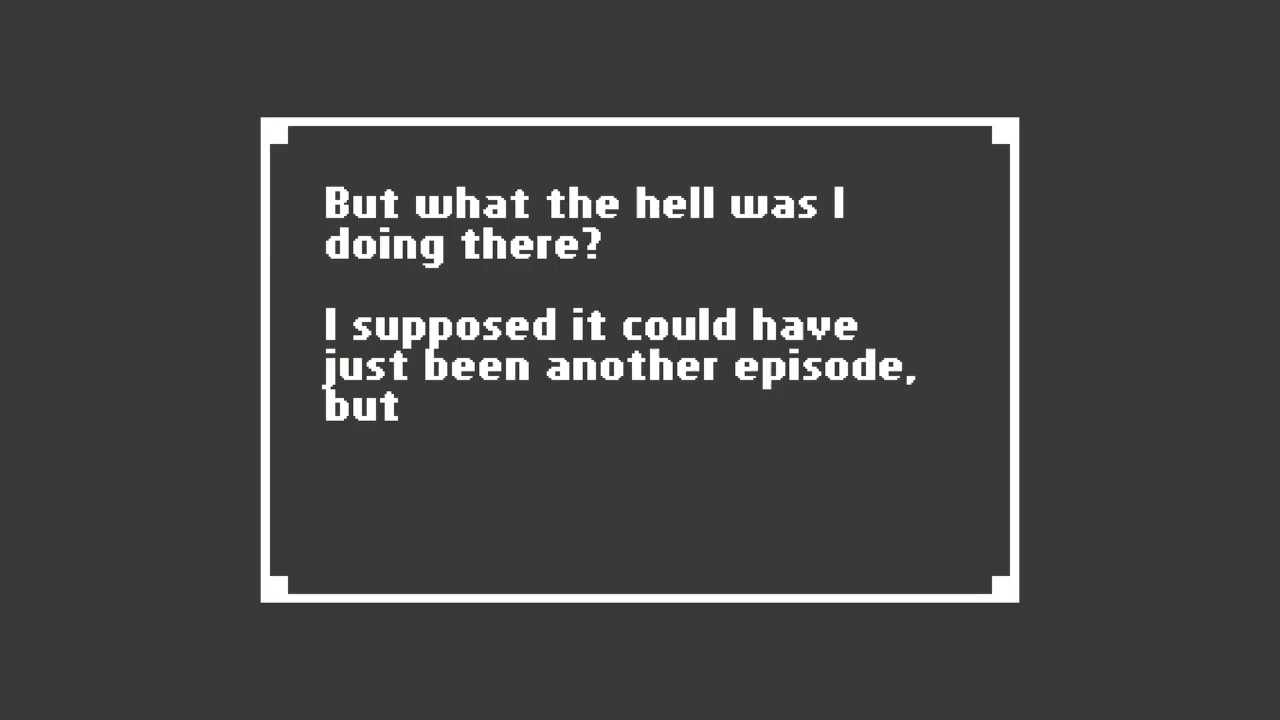 But what the hell was I
doing there?
I supposed it could have
just been another episode,
but